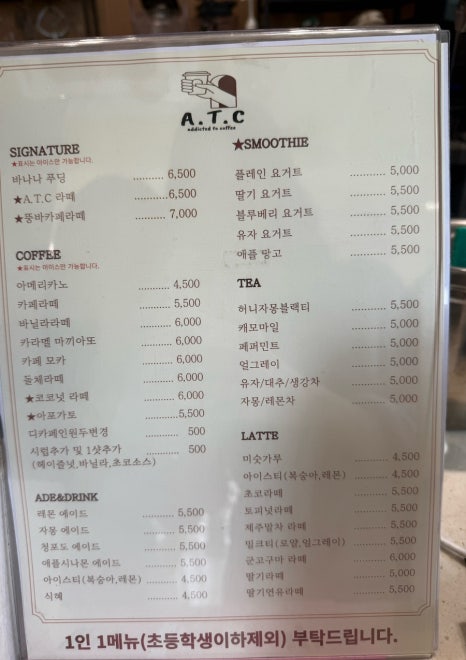 A.T.C
addicted to coffee
SIGNATURE
★표시는 아이스만 가능합니다.
바나나 푸딩 .......... 6,500
★A.T.C 라떼 ..........6,500
★뚱바카페라떼 .......... 7,000
COFFEE
★표시는 아이스만 가능합니다.
아메리카노 .......... 4,500
카페라떼 .......... 5,500
바닐라라떼 .......... 6,000
카라멜 마끼아또 .......... 6,000
카페 모카 .......... 6,000
돌체라떼 .......... 6,000
★코코넛 라떼 .......... 6,000
★아포가토 .......... 5,500
디카페인원두변경 .......... 500
시럽추가 및 1샷추가 .......... 500
(헤이즐넛,바닐라,초코소스)
ADE&DRINK
레몬 에이드 .......... 5,500
자몽 에이드 .......... 5,500
청포도 에이드 .......... 5,500
애플시나몬 에이드 .......... 5,500
아이스티(복숭아,레몬) .......... 4,500
식혜 .......... 4,500
★SMOOTHIE
플레인 요거트 .......... 5,000
딸기 요거트 .......... 5,500
블루베리 요거트 .......... 5,500
유자 요거트 .......... 5,500
애플 망고 .......... 5,500
TEA
허니자몽블랙티 .......... 5,500
캐모마일 .......... 5,000
페퍼민트 .......... 5,000
얼그레이 .......... 5,000
유자/대추/생강차 .......... 5,000
자몽/레몬차 .......... 5,000
LATTE
미숫가루 .......... 4,500
아이스티(복숭아,레몬) .......... 4,500
초코라떼 .......... 5,500
토피넛라떼 .......... 5,500
제주말차 라떼 .......... 5,500
밀크티(로얄,얼그레이) .......... 5,500
군고구마 라떼 .......... 6,000
딸기라떼 .......... 5,000
딸기연유라떼 .......... 5,500
1인 1메뉴(초등학생이하제외) 부탁드립니다.